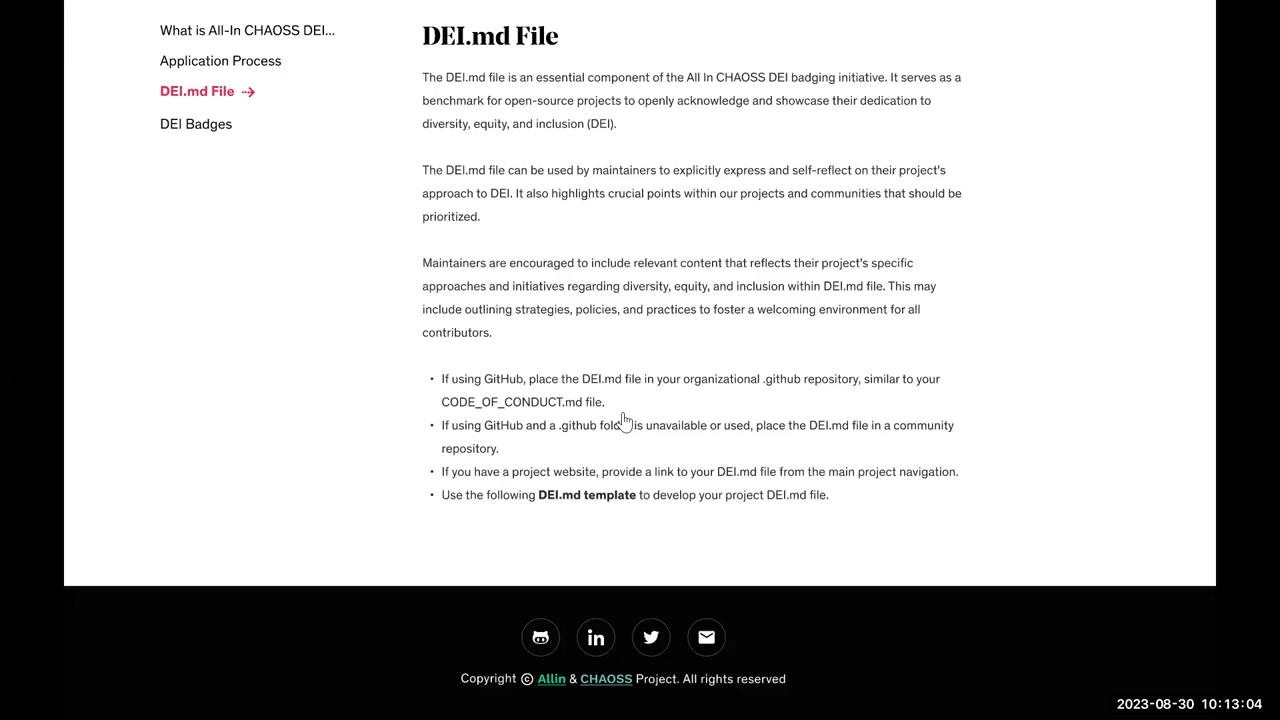 What is All-In CHAOSS DEI...
Application Process
DEI.md File
DEI Badges
DEI.md File
The DEI.md file is an essential component of the All In CHAOSS DEI badging initiative. It serves as a
benchmark for open-source projects to openly acknowledge and showcase their dedication to
diversity, equity, and inclusion (DEI).
The DEI.md file can be used by maintainers to explicitly express and self-reflect on their project's
approach to DEI. It also highlights crucial points within our projects and communities that should be
prioritized.
Maintainers are encouraged to include relevant content that reflects their project's specific
approaches and initiatives regarding diversity, equity, and inclusion within DEI.md file. This may
include outlining strategies, policies, and practices to foster a welcoming environment for all
contributors.
• If using GitHub, place the DEI.md file in your organizational .github repository, similar to your
CODE_OF_CONDUCT.md file.
• If using GitHub and a .github is unavailable or used, place the DEI.md file in a community
repository.
• If you have a project website, provide a link to your DEI.md file from the main project navigation.
• Use the following DEI.md template to develop your project DEI.md file.
in
Copyright © Allin & CHAOSS Project. All rights reserved
2023-08-30 10:13:04